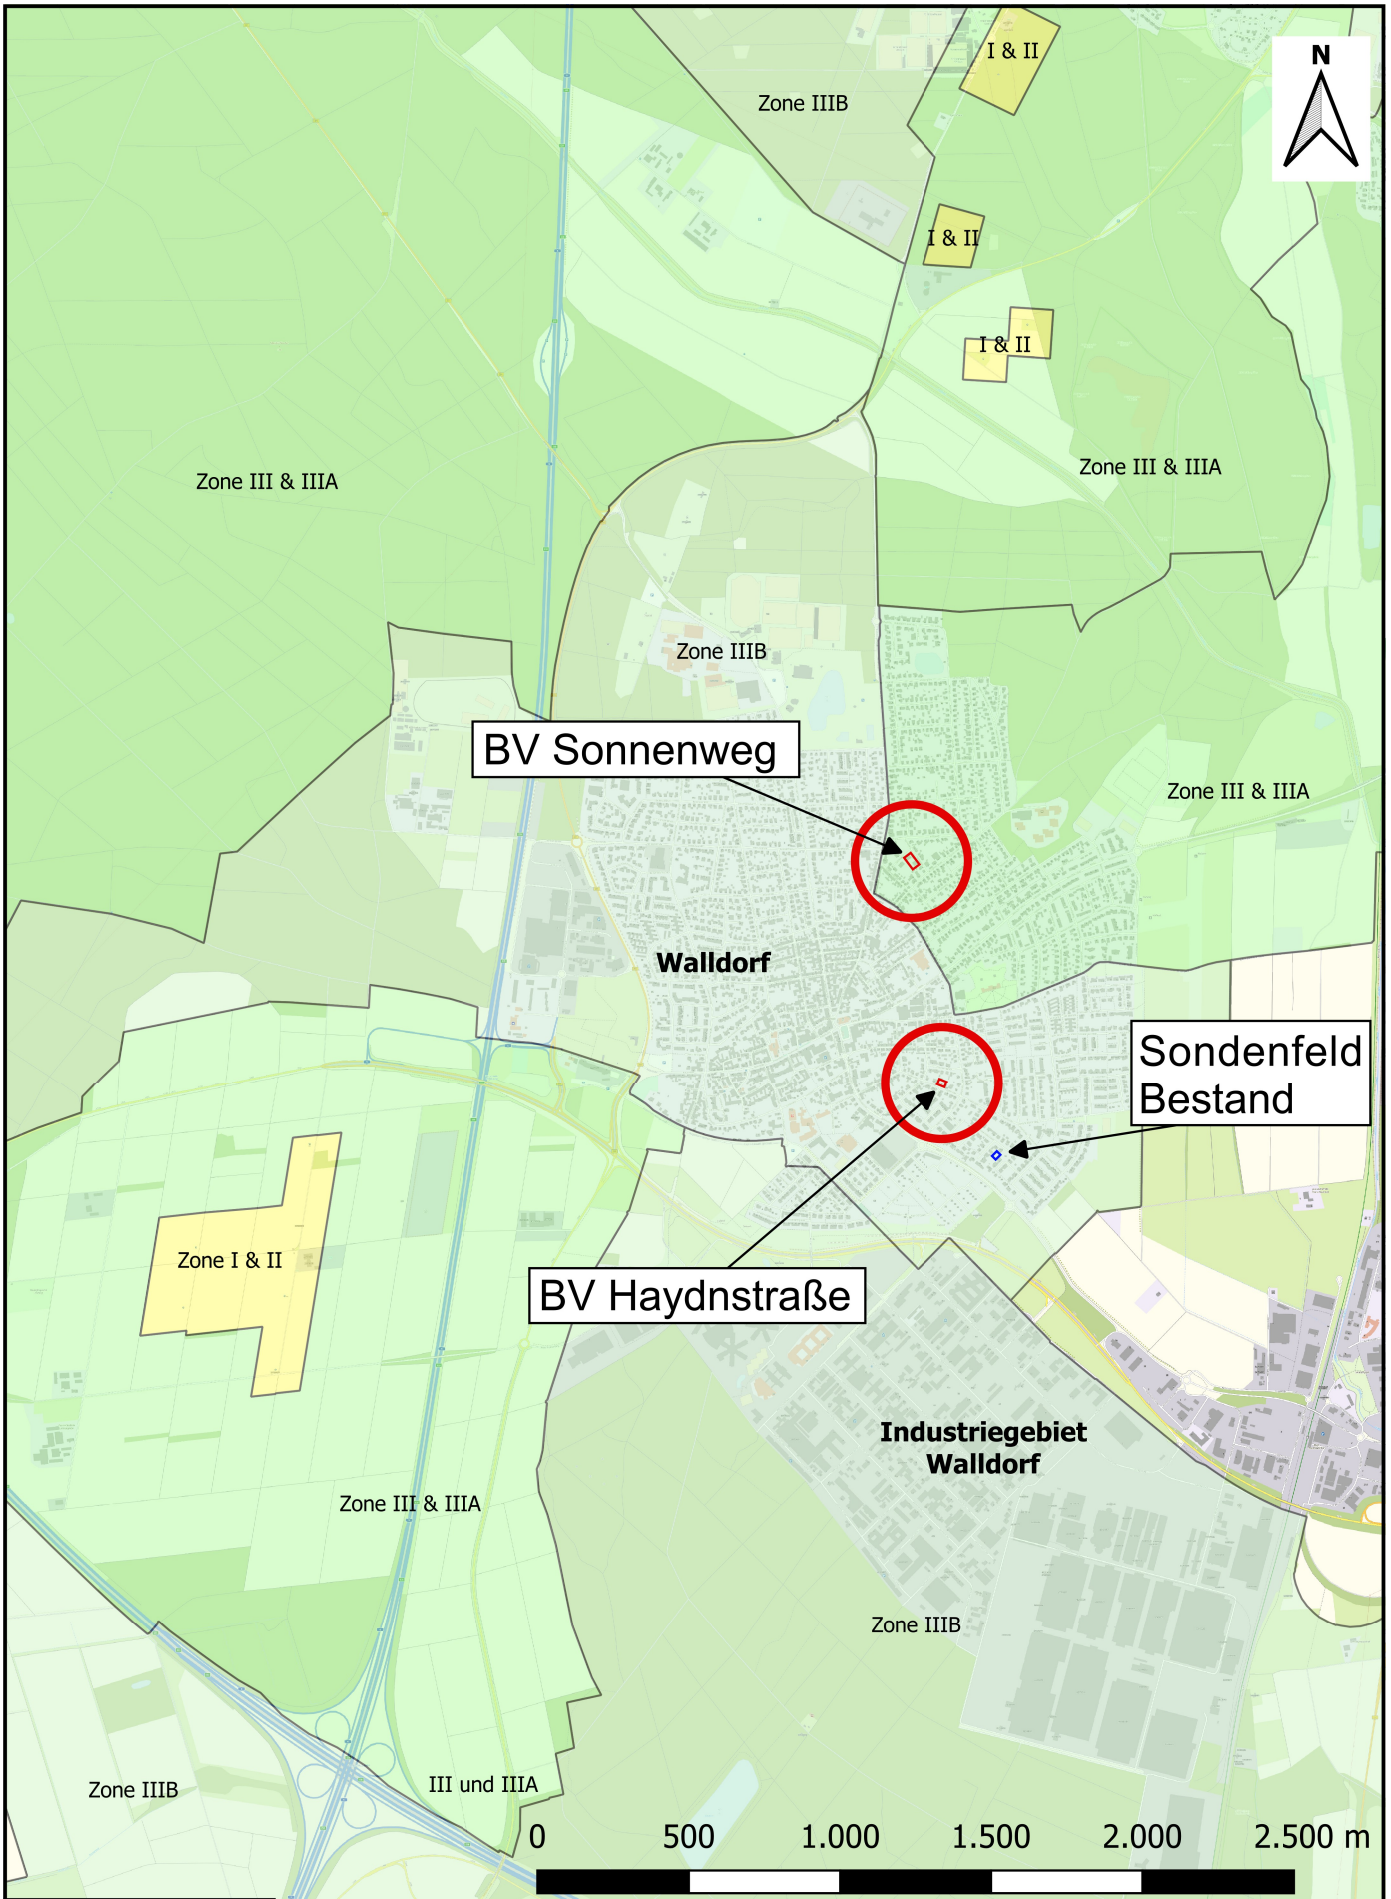 I & II
N
Zone IIIB
I & II
I & II
Zone III & IIIA
Zone III & IIIA
Zone IIIB
BV Sonnenweg
Zone III & IIIA
Walldorf
Sondenfeld
Bestand
Zone I & II
BV Haydnstraße
Industriegebiet
Walldorf
Zone III & IIIA
Zone IIIB
III und IIIA
Zone IIIB
0 500 1.000 1.500 2.000 2.500 m